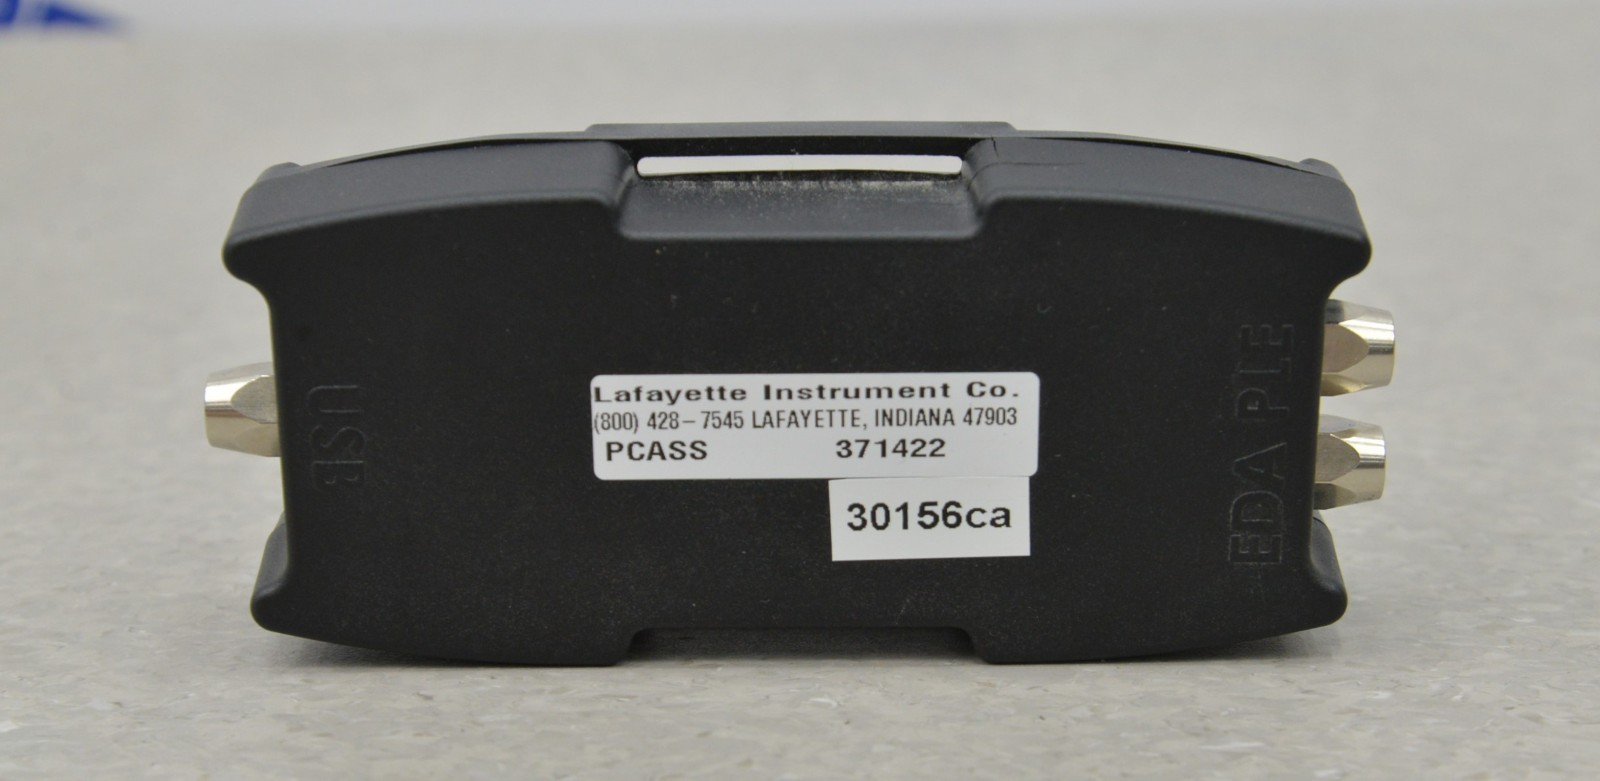 Lafayette Instrument Co.
(800) 428-7545 LAFAYETTE, INDIANA 47903
PCASS 371422
30156ca
USB
EDA PLE